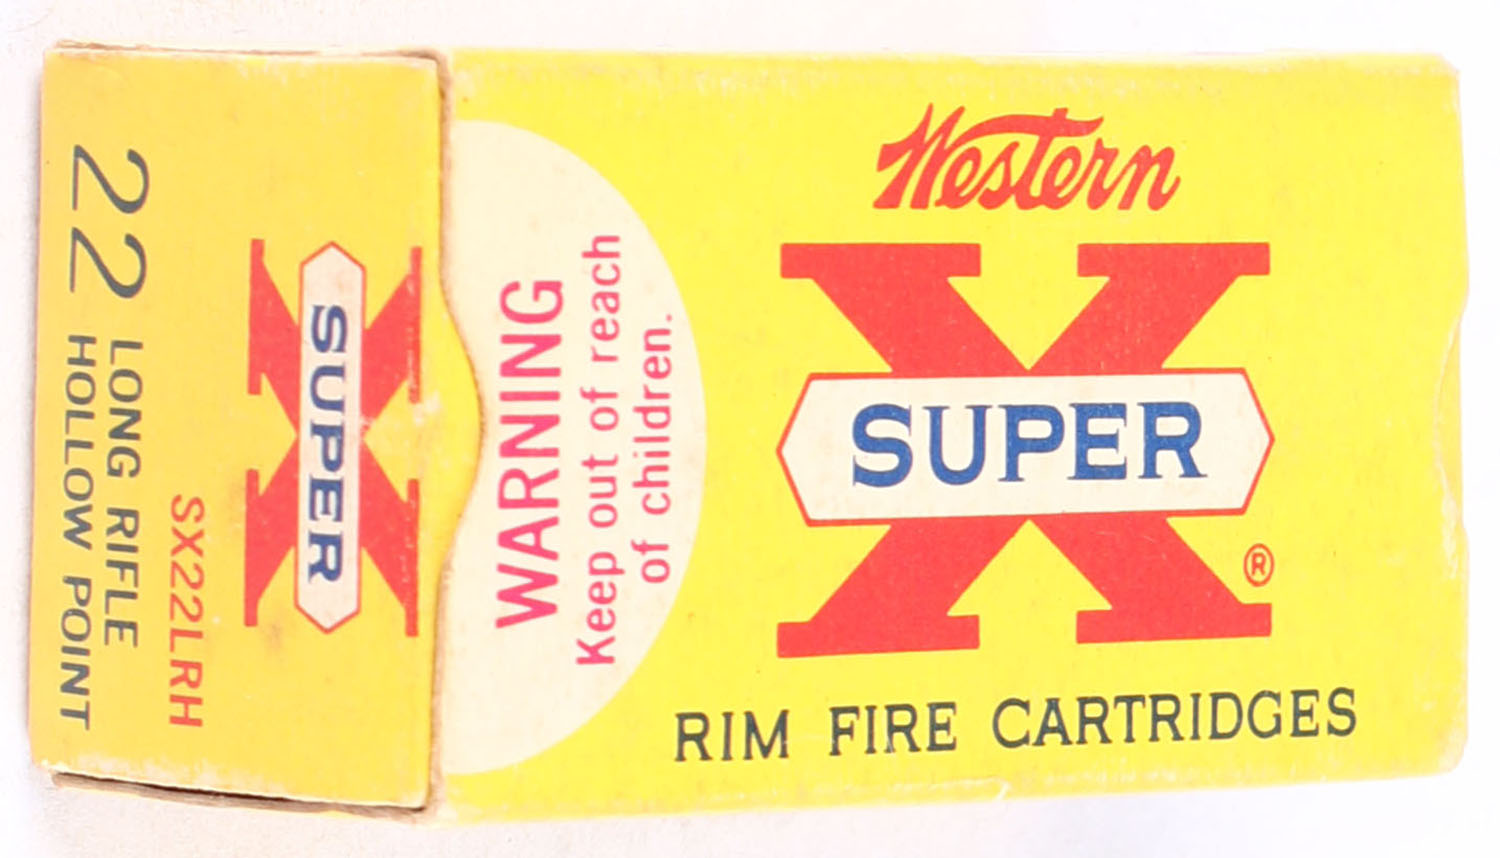 Western
X
SUPER
®
RIM FIRE CARTRIDGES
WARNING
Keep out of reach
of children.
X
SUPER
SX22LRH
22 LONG RIFLE
HOLLOW POINT